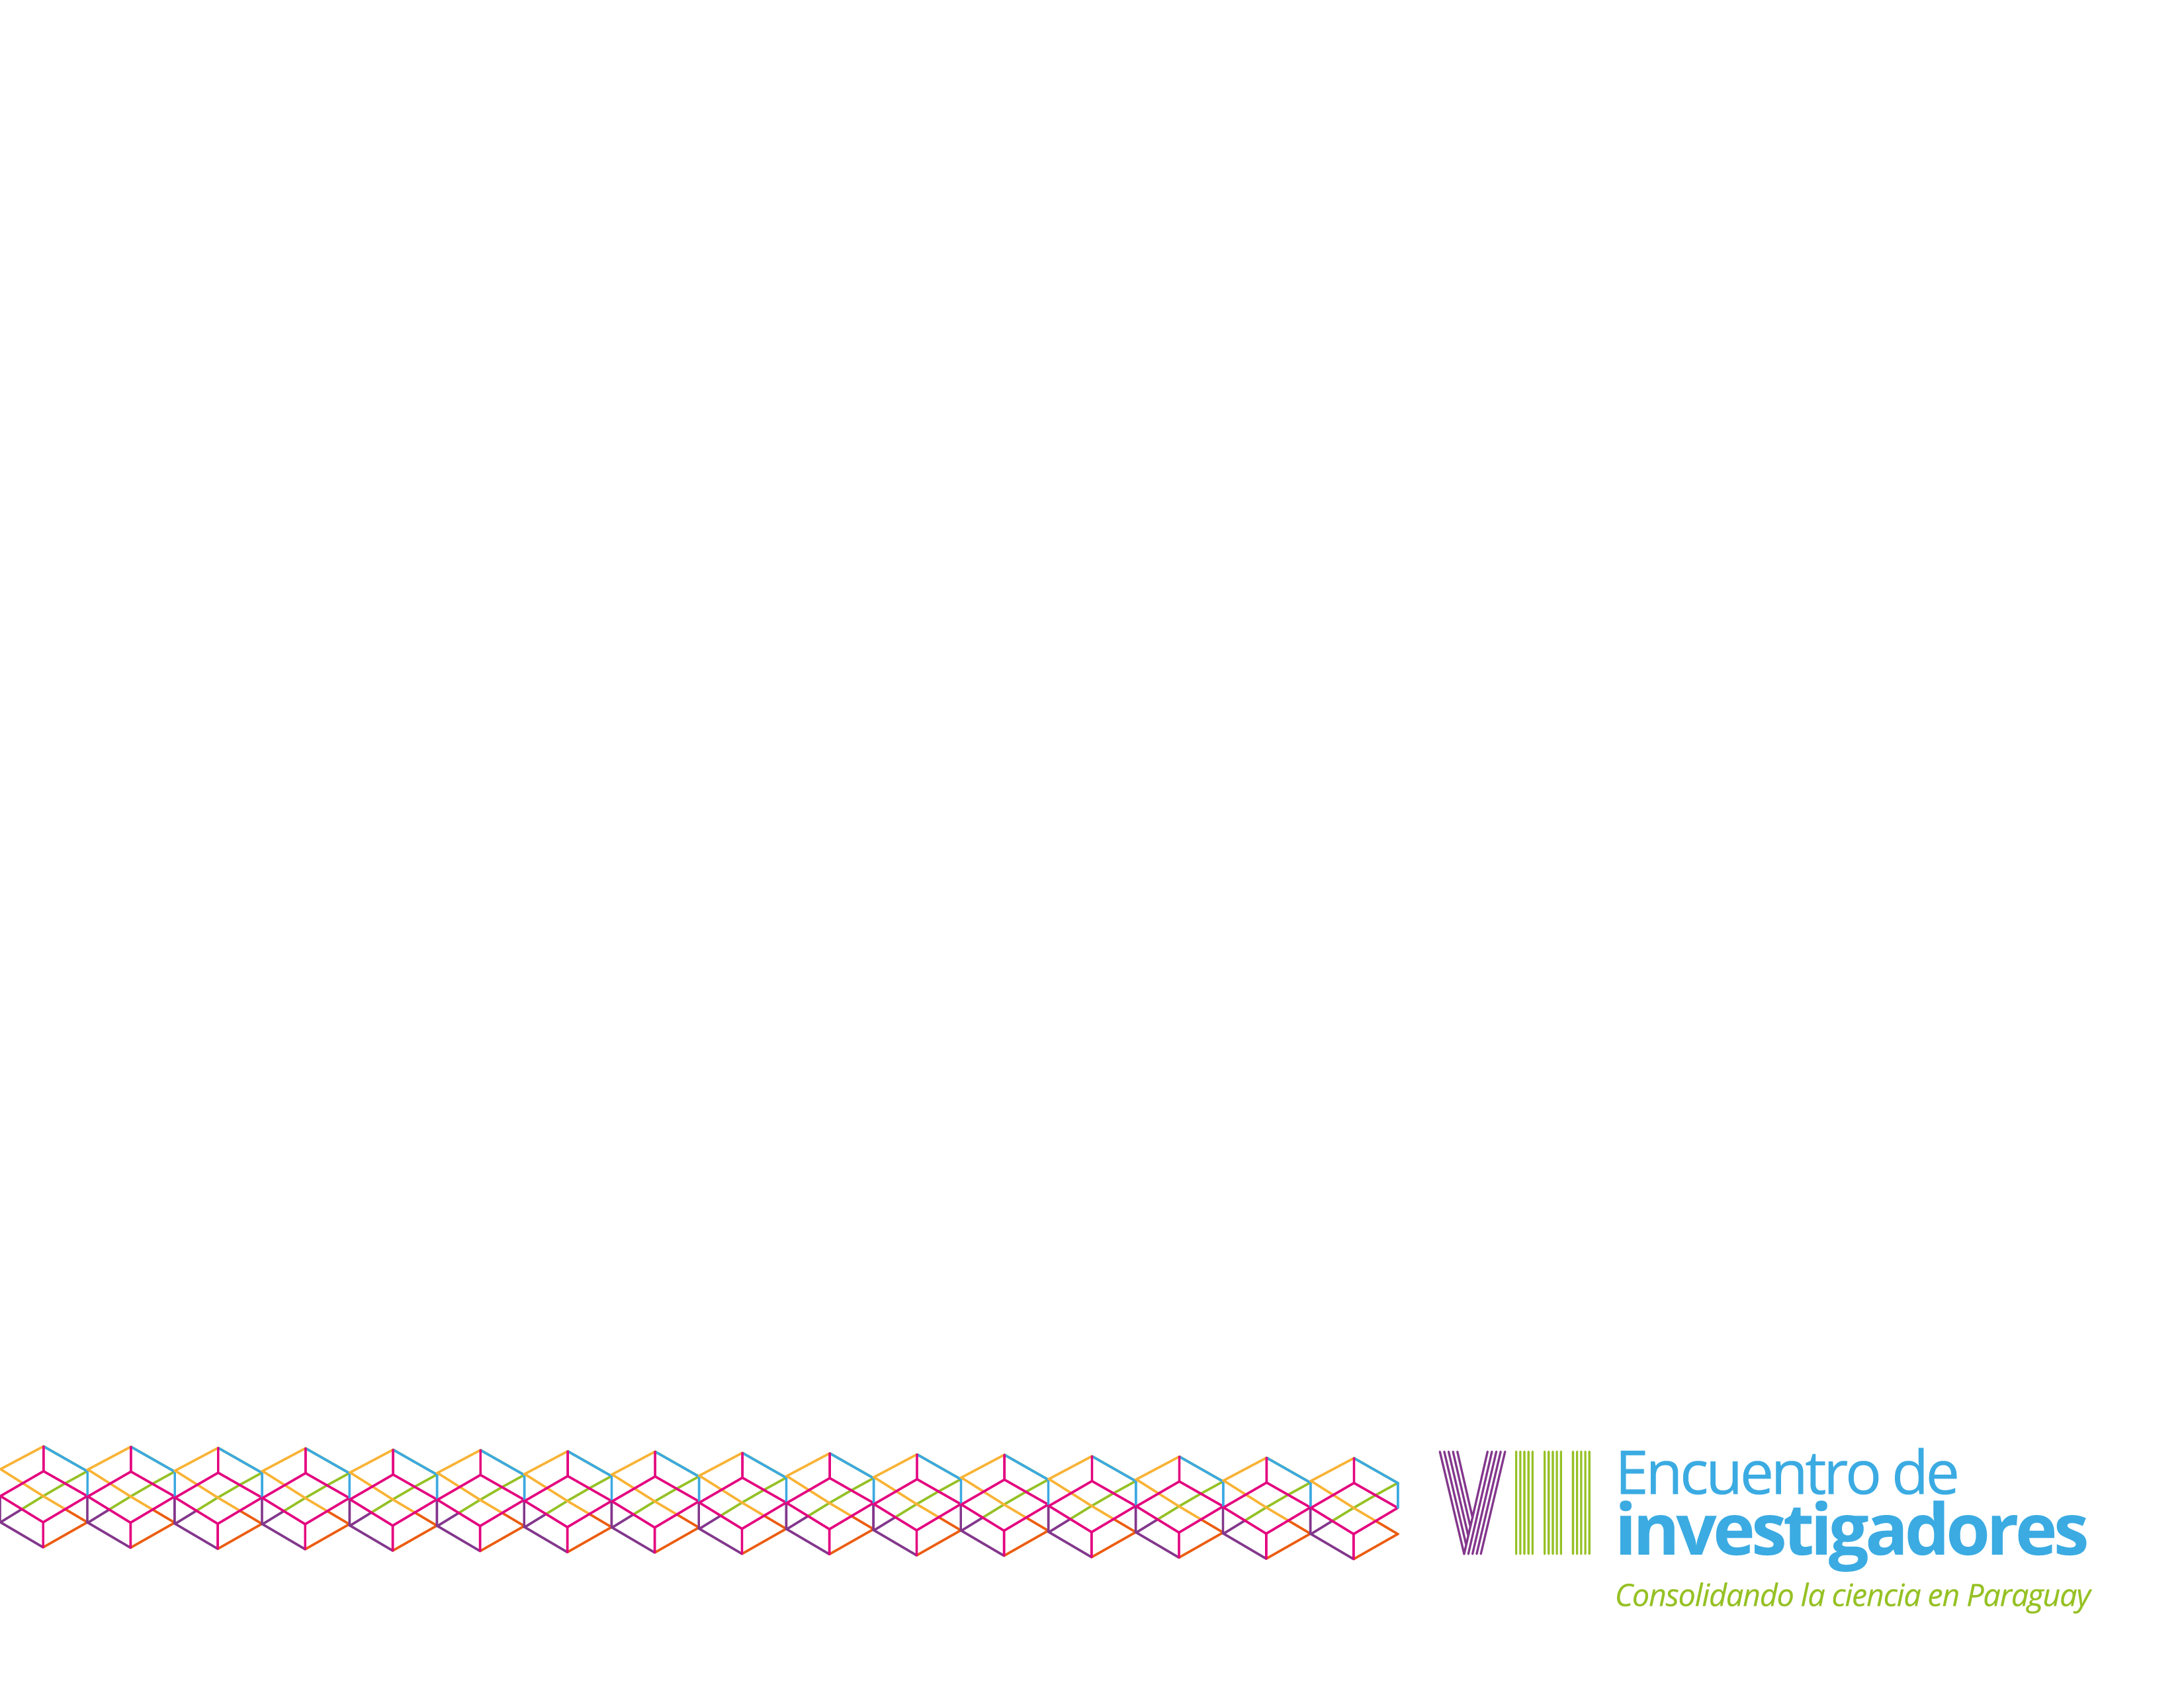 VIII
Encuentro de
investigadores
Consolidando la ciencia en Paraguay